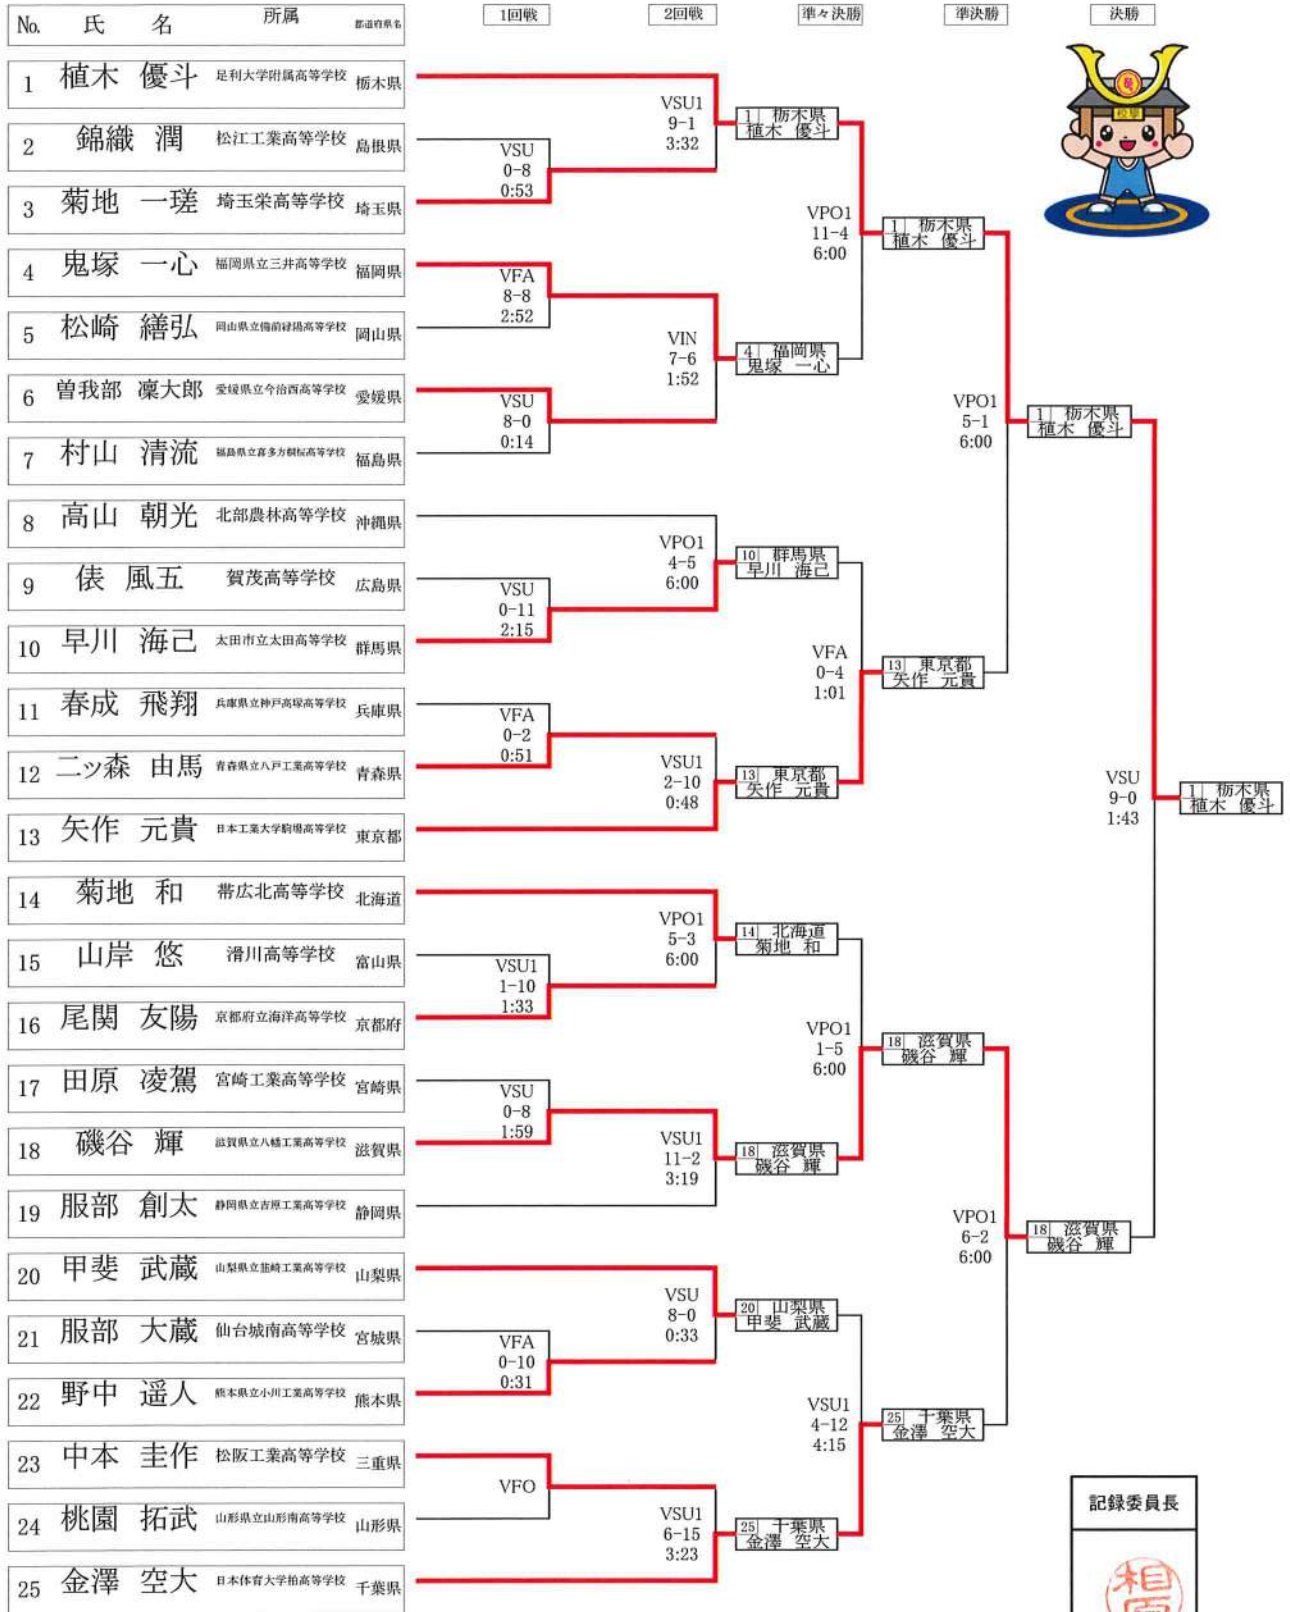 No. 氏 名 所属 都道府県名 1回戦 2回戦 準々決勝 準決勝 決勝
1 植木 優斗 足利大学附属高等学校 栃木県
2 錦織 潤 松江工業高等学校 島根県
3 菊地 一瑳 埼玉栄高等学校 埼玉県
4 鬼塚 一心 福岡県立三井高等学校 福岡県
5 松崎 繕弘 岡山県立備前緑陽高等学校 岡山県
6 曽我部 凜大郎 愛媛県立今治西高等学校 愛媛県
7 村山 清流 福島県立喜多方桐桜高等学校 福島県
8 高山 朝光 北部農林高等学校 沖縄県
9 俵 風五 賀茂高等学校 広島県
10 早川 海己 太田市立太田高等学校 群馬県
11 春成 飛翔 兵庫県立神戸高塚高等学校 兵庫県
12 二ッ森 由馬 青森県立八戸工業高等学校 青森県
13 矢作 元貴 日本工業大学駒場高等学校 東京都
14 菊地 和 帯広北高等学校 北海道
15 山岸 悠 滑川高等学校 富山県
16 尾関 友陽 京都府立海洋高等学校 京都府
17 田原 凌駕 宮崎工業高等学校 宮崎県
18 磯谷 輝 滋賀県立八幡工業高等学校 滋賀県
19 服部 創太 静岡県立吉原工業高等学校 静岡県
20 甲斐 武蔵 山梨県立韮崎工業高等学校 山梨県
21 服部 大蔵 仙台城南高等学校 宮城県
22 野中 遥人 熊本県立小川工業高等学校 熊本県
23 中本 圭作 松阪工業高等学校 三重県
24 桃園 拓武 山形県立山形南高等学校 山形県
25 金澤 空大 日本体育大学柏高等学校 千葉県
VSU
0-8
0:53
VFA
8-8
2:52
VSU
8-0
0:14
VSU
0-11
2:15
VFA
0-2
0:51
VSU1
1-10
1:33
VSU
0-8
1:59
VFA
0-10
0:31
VFO
VSU1
9-1
3:32
VIN
7-6
1:52
VPO1
4-5
6:00
VSU1
2-10
0:48
VPO1
5-3
6:00
VSU1
11-2
3:19
VSU
8-0
0:33
VSU1
6-15
3:23
1 栃木県
植木 優斗
4 福岡県
鬼塚 一心
10 群馬県
早川 海己
13 東京都
矢作 元貴
14 北海道
菊地 和
18 滋賀県
磯谷 輝
20 山梨県
甲斐 武蔵
25 千葉県
金澤 空大
VPO1
11-4
6:00
VFA
0-4
1:01
VPO1
1-5
6:00
VSU1
4-12
4:15
1 栃木県
植木 優斗
13 東京都
矢作 元貴
18 滋賀県
磯谷 輝
25 千葉県
金澤 空大
VPO1
5-1
6:00
VPO1
6-2
6:00
1 栃木県
植木 優斗
18 滋賀県
磯谷 輝
VSU
9-0
1:43
1 栃木県
植木 優斗
記録委員長